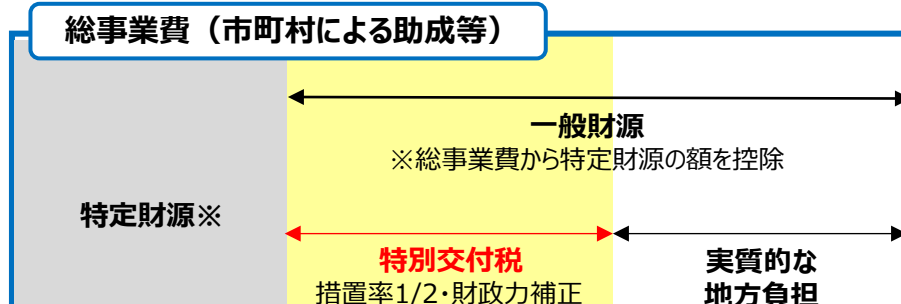 総事業費（市町村による助成等）
一般財源
※総事業費から特定財源の額を控除
特定財源※
特別交付税
措置率1/2・財政力補正
実質的な
地方負担